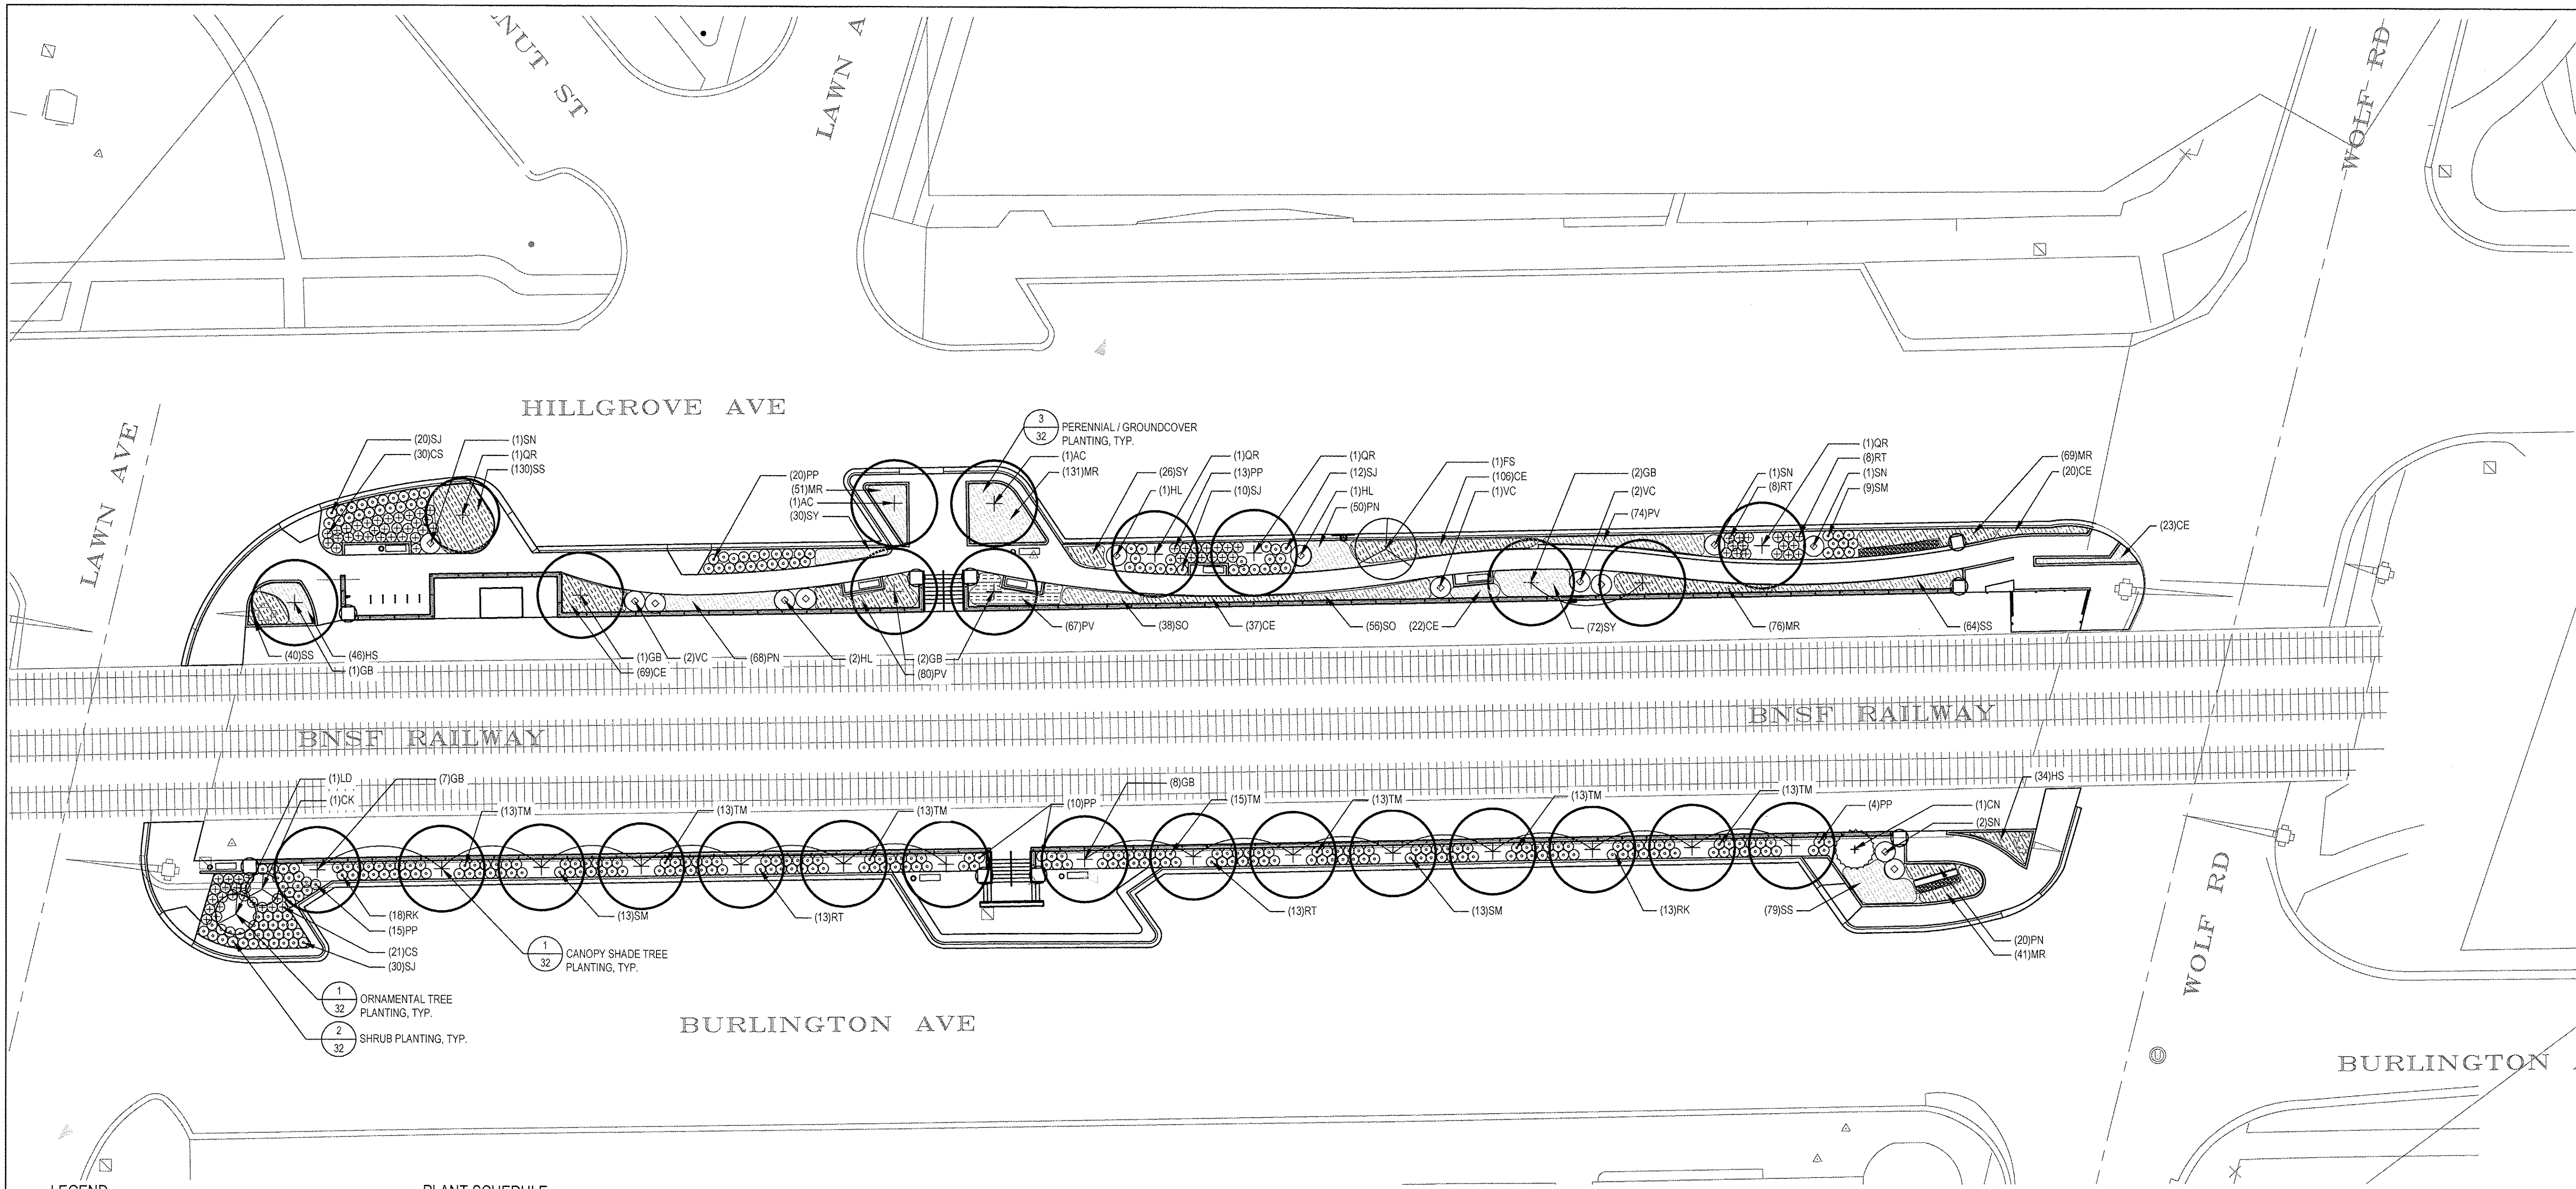 NUT ST
LAWN A
WOLF RD
HILLGROVE AVE
LAWN AVE
(20)SJ
(30)CS
(1)SN
(1)QR
(130)SS
(20)PP
(51)MR
(1)AC
(30)SY
3
32
PERENNIAL / GROUNDCOVER
PLANTING, TYP.
(1)AC
(131)MR
(26)SY
(1)HL
(1)QR
(13)PP
(10)SJ
(1)QR
(12)SJ
(1)HL
(50)PN
(1)FS
(106)CE
(1)VC
(2)GB
(2)VC
(74)PV
(1)SN
(8)RT
(1)QR
(8)RT
(1)SN
(9)SM
(69)MR
(20)CE
(23)CE
(40)SS
(46)HS
(1)GB
(1)GB
(69)CE
(2)VC
(68)PN
(2)HL
(2)GB
(80)PV
(67)PV
(38)SO
(37)CE
(56)SO
(22)CE
(72)SY
(76)MR
(64)SS
BNSF RAILWAY
BNSF RAILWAY
(1)LD
(1)CK
(7)GB
(13)TM
(13)TM
(13)TM
(10)PP
(8)GB
(15)TM
(13)TM
(13)TM
(13)TM
(4)PP
(1)CN
(2)SN
(34)HS
(18)RK
(15)PP
(21)CS
(30)SJ
(13)SM
(13)RT
(13)RT
(13)SM
(13)RK
(79)SS
(20)PN
(41)MR
1
32
CANOPY SHADE TREE
PLANTING, TYP.
1
32
ORNAMENTAL TREE
PLANTING, TYP.
2
32
SHRUB PLANTING, TYP.
WOLF RD
BURLINGTON AVE
U
BURLINGTON
LEGEND
PLANT SCHEDULE